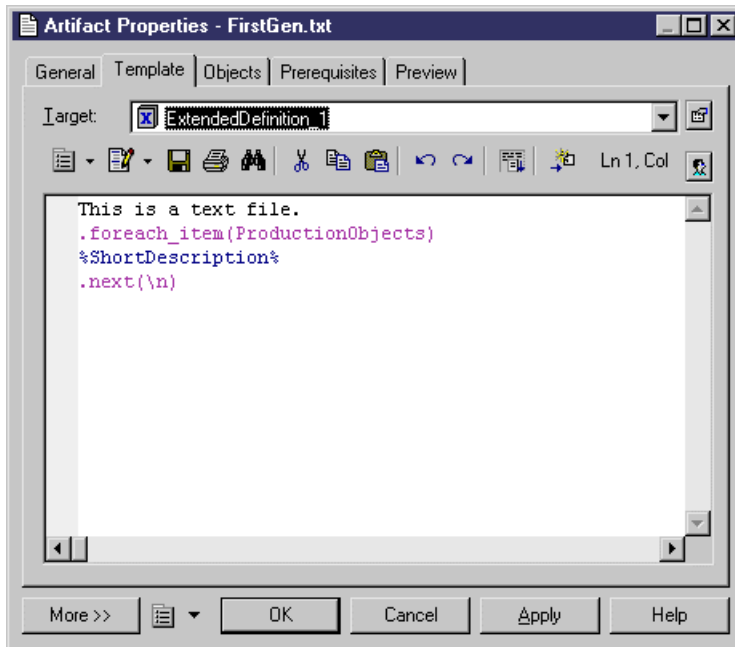 Artifact Properties - FirstGen.txt
General Template Objects Prerequisites Preview
Target: ExtendedDefinition_1
Ln 1, Col
This is a text file.
.foreach_item(ProductionObjects)
%ShortDescription%
.next(\n)
More >> OK Cancel Apply Help